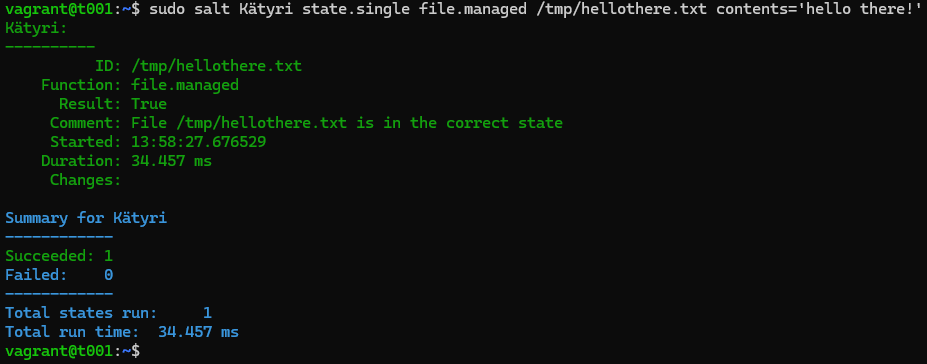 vagrant@t001:~$ sudo salt Kätyri state.single file.managed /tmp/hellothere.txt contents='hello there!'
Kätyri:
----------
          ID: /tmp/hellothere.txt
    Function: file.managed
      Result: True
     Comment: File /tmp/hellothere.txt is in the correct state
     Started: 13:58:27.676529
    Duration: 34.457 ms
     Changes:

Summary for Kätyri
------------
Succeeded: 1
Failed:    0
------------
Total states run:     1
Total run time:  34.457 ms
vagrant@t001:~$